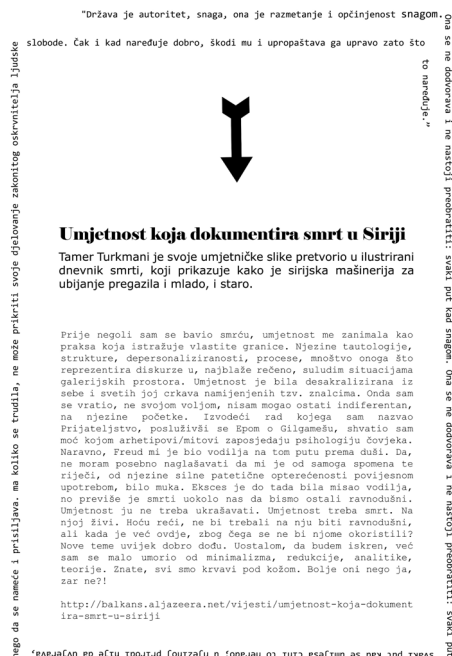 "Država je autoritet, snaga, ona je razmetanje i opčinjenost snagom.
Ona se ne dodvorava i ne nastoji preobratiti: svaki put kad snagom. Ona se ne dodvorava i ne nastoji preobratiti: svaki put
nego da se nameće i prisiljava. ma koliko se trudila, ne može prikriti svoje djelovanje zakonitog oskrvnitelja ljudske
slobode. Čak i kad naređuje dobro, škodi mu i upropaštava ga upravo zato što
to naređuje.”
Umjetnost koja dokumentira smrt u Siriji
Tamer Turkmani je svoje umjetničke slike pretvorio u ilustrirani
dnevnik smrti, koji prikazuje kako je sirijska mašinerija za
ubijanje pregazila i mlado, i staro.
Prije negoli sam se bavio smrću, umjetnost me zanimala kao
praksa koja istražuje vlastite granice. Njezine tautologije,
strukture, depersonaliziranosti, procese, mnoštvo onoga što
reprezentira diskurze u, najblaže rečeno, suludim situacijama
galerijskih prostora. Umjetnost je bila desakralizirana iz
sebe i svetih joj crkava namijenjenih tzv. znalcima. Onda sam
se vratio, ne svojom voljom, nisam mogao ostati indiferentan,
na njezine početke. Izvodeći rad kojega sam nazvao
Prijateljstvo, posluživši se Epom o Gilgamešu, shvatio sam
moć kojom arhetipovi/mitovi zaposjedaju psihologiju čovjeka.
Naravno, Freud mi je bio vodilja na tom putu prema duši. Da,
ne moram posebno naglašavati da mi je od samoga spomena te
riječi, od njezine silne patetične opterećenosti povijesnom
upotrebom, bilo muka. Eksces je do tada bila misao vodilja,
no previše je smrti uokolo nas da bismo ostali ravnodušni.
Umjetnost ju ne treba ukrašavati. Umjetnost treba smrt. Na
njoj živi. Hoću reći, ne bi trebali na nju biti ravnodušni,
ali kada je već ovdje, zbog čega se ne bi njome okoristili?
Nove teme uvijek dobro dođu. Uostalom, da budem iskren, već
sam se malo umorio od minimalizma, redukcije, analitike,
teorije. Znate, svi smo krvavi pod kožom. Bolje oni nego ja,
zar ne?!
http://balkans.aljazeera.net/vijesti/umjetnost-koja-dokument
ira-smrt-u-siriji